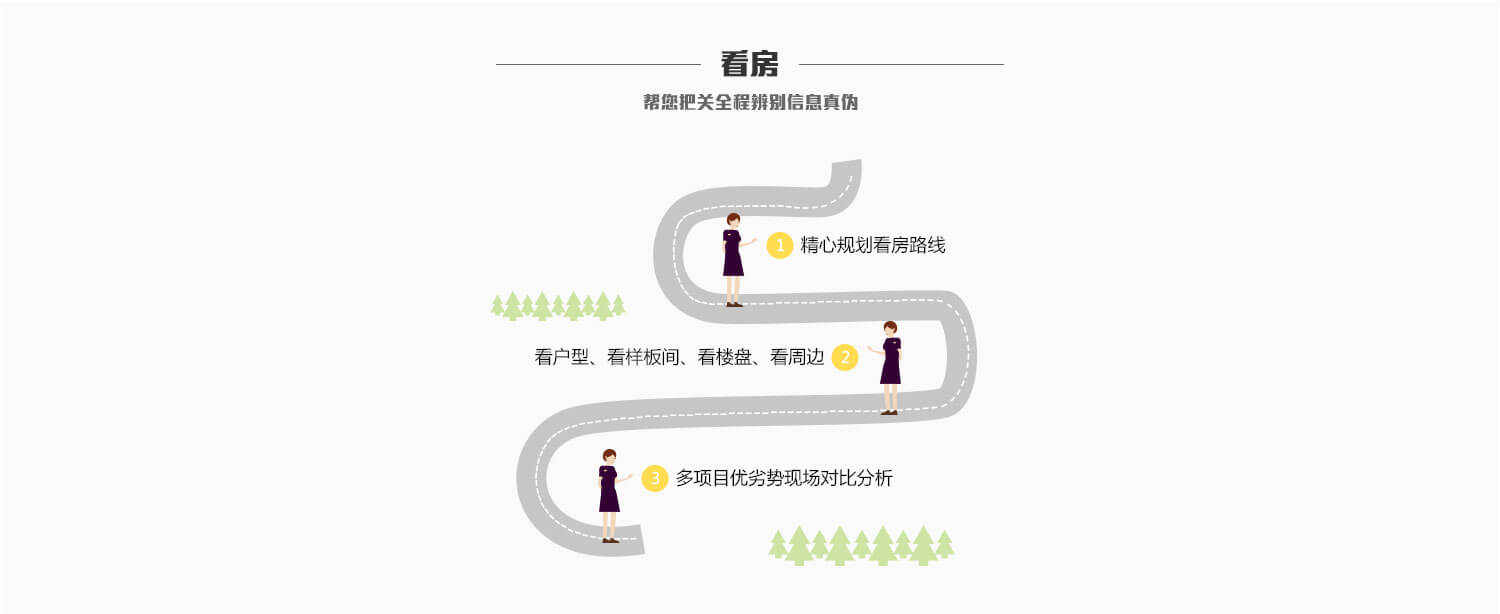 看房
帮您把关全程辨别信息真伪
1 精心规划看房路线
看户型、看样板间、看楼盘、看周边 2
3 多项目优劣势现场对比分析